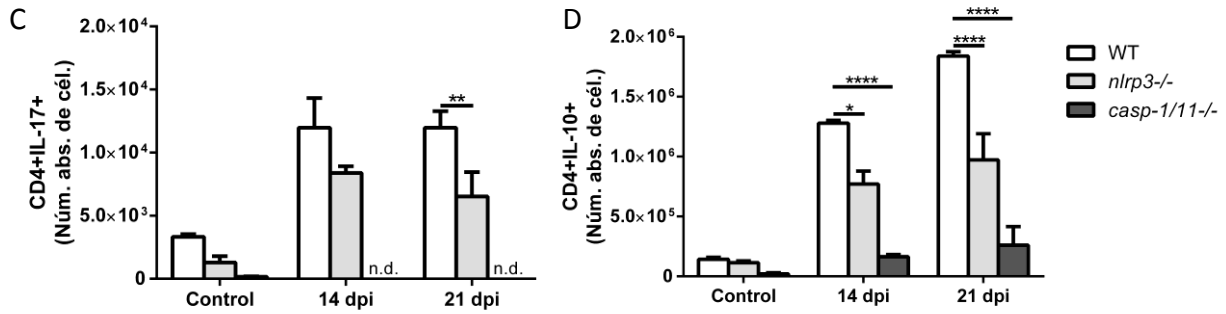 C
CD4+IL-17+
(Núm. abs. de cél.)
2.0×10⁴
1.5×10⁴
1.0×10⁴
5.0×10³
0
**
n.d.
n.d.
Control
14 dpi
21 dpi
D
CD4+IL-10+
(Núm. abs. de cél.)
2.0×10⁶
1.5×10⁶
1.0×10⁶
5.0×10⁵
0
****
*
****
****
Control
14 dpi
21 dpi
WT
nlrp3-/-
casp-1/11-/-